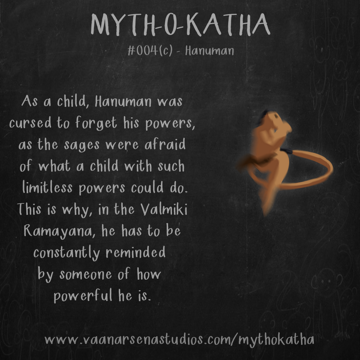 MYTH-O-KATHA
#004(c) - Hanuman
As a child, Hanuman was
cursed to forget his powers,
as the sages were afraid
of what a child with such
limitless powers could do.
This is why, in the Valmiki
Ramayana, he has to be
constantly reminded
by someone of how
powerful he is.
www.vaanarsenastudios.com/mythokatha